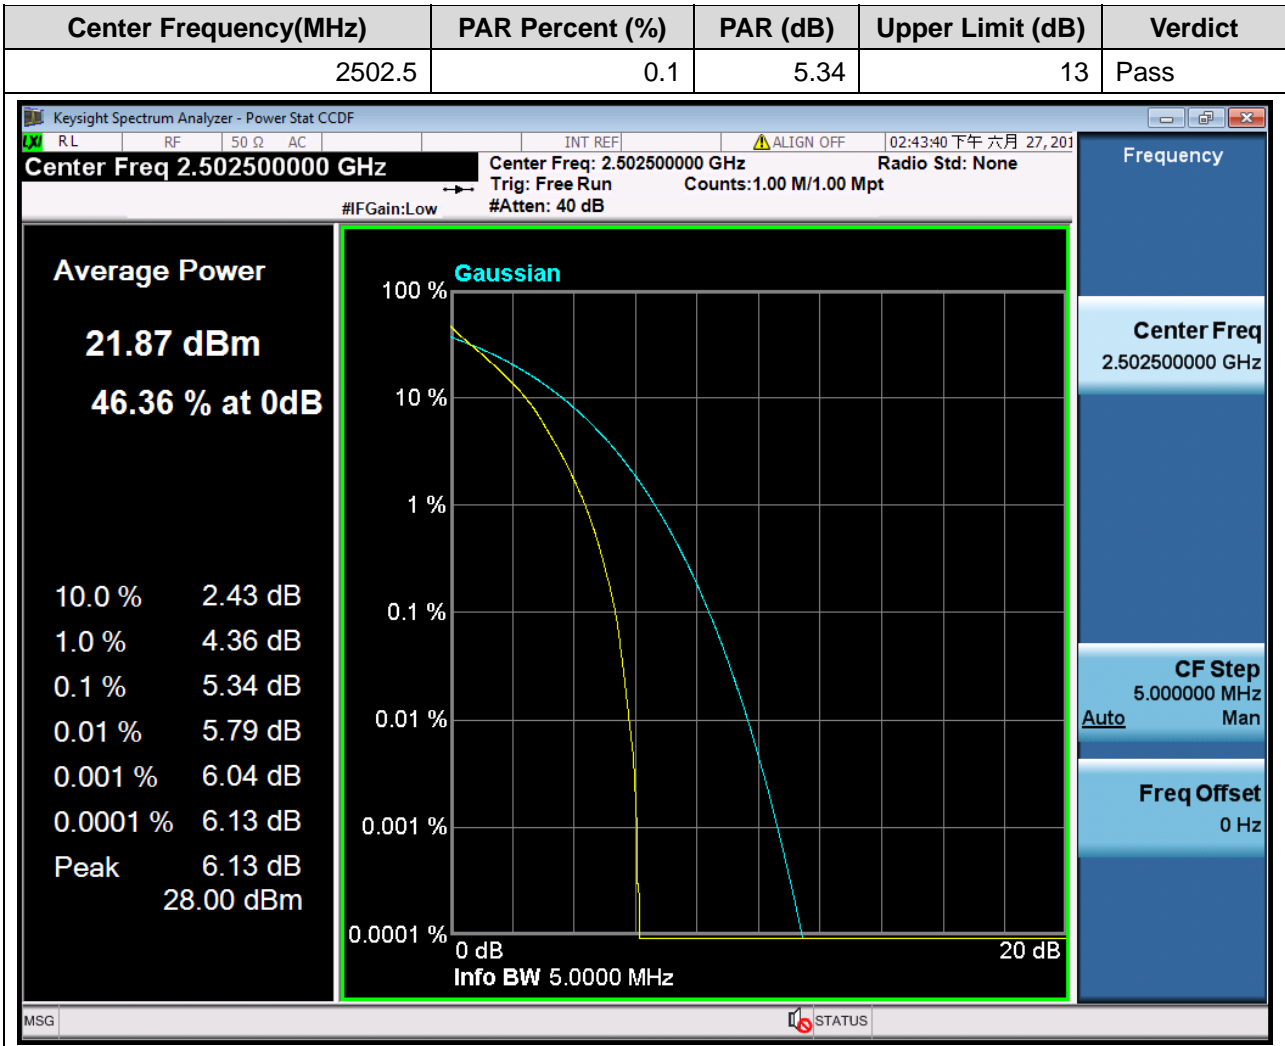 Center Frequency(MHz) PAR Percent (%) PAR (dB) Upper Limit (dB) Verdict
2502.5 0.1 5.34 13 Pass
Keysight Spectrum Analyzer - Power Stat CCDF
LXI RL RF 50 Ω AC INT REF ALIGN OFF 02:43:40 下午 六月 27, 201
Center Freq 2.502500000 GHz
Center Freq: 2.502500000 GHz Radio Std: None
Trig: Free Run Counts:1.00 M/1.00 Mpt
#IFGain:Low #Atten: 40 dB
Frequency
Average Power
21.87 dBm
46.36 % at 0dB
10.0 % 2.43 dB
1.0 % 4.36 dB
0.1 % 5.34 dB
0.01 % 5.79 dB
0.001 % 6.04 dB
0.0001 % 6.13 dB
Peak 6.13 dB
28.00 dBm
Gaussian
100 %
10 %
1 %
0.1 %
0.01 %
0.001 %
0.0001 %
0 dB 20 dB
Info BW 5.0000 MHz
Center Freq
2.502500000 GHz
CF Step
5.000000 MHz
Auto Man
Freq Offset
0 Hz
MSG STATUS